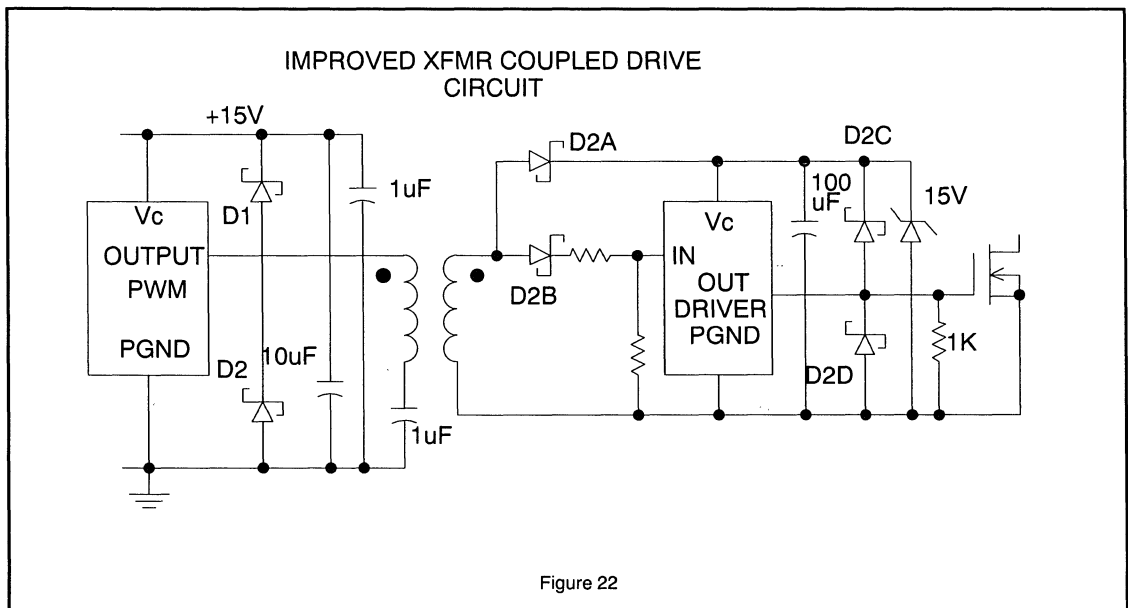 IMPROVED XFMR COUPLED DRIVE
CIRCUIT
+15V
D1
1uF
Vc
OUTPUT
PWM
PGND
D2
10uF
1uF
D2A
D2B
D2C
100
uF
15V
Vc
IN
OUT
DRIVER
PGND
D2D
1K
Figure 22